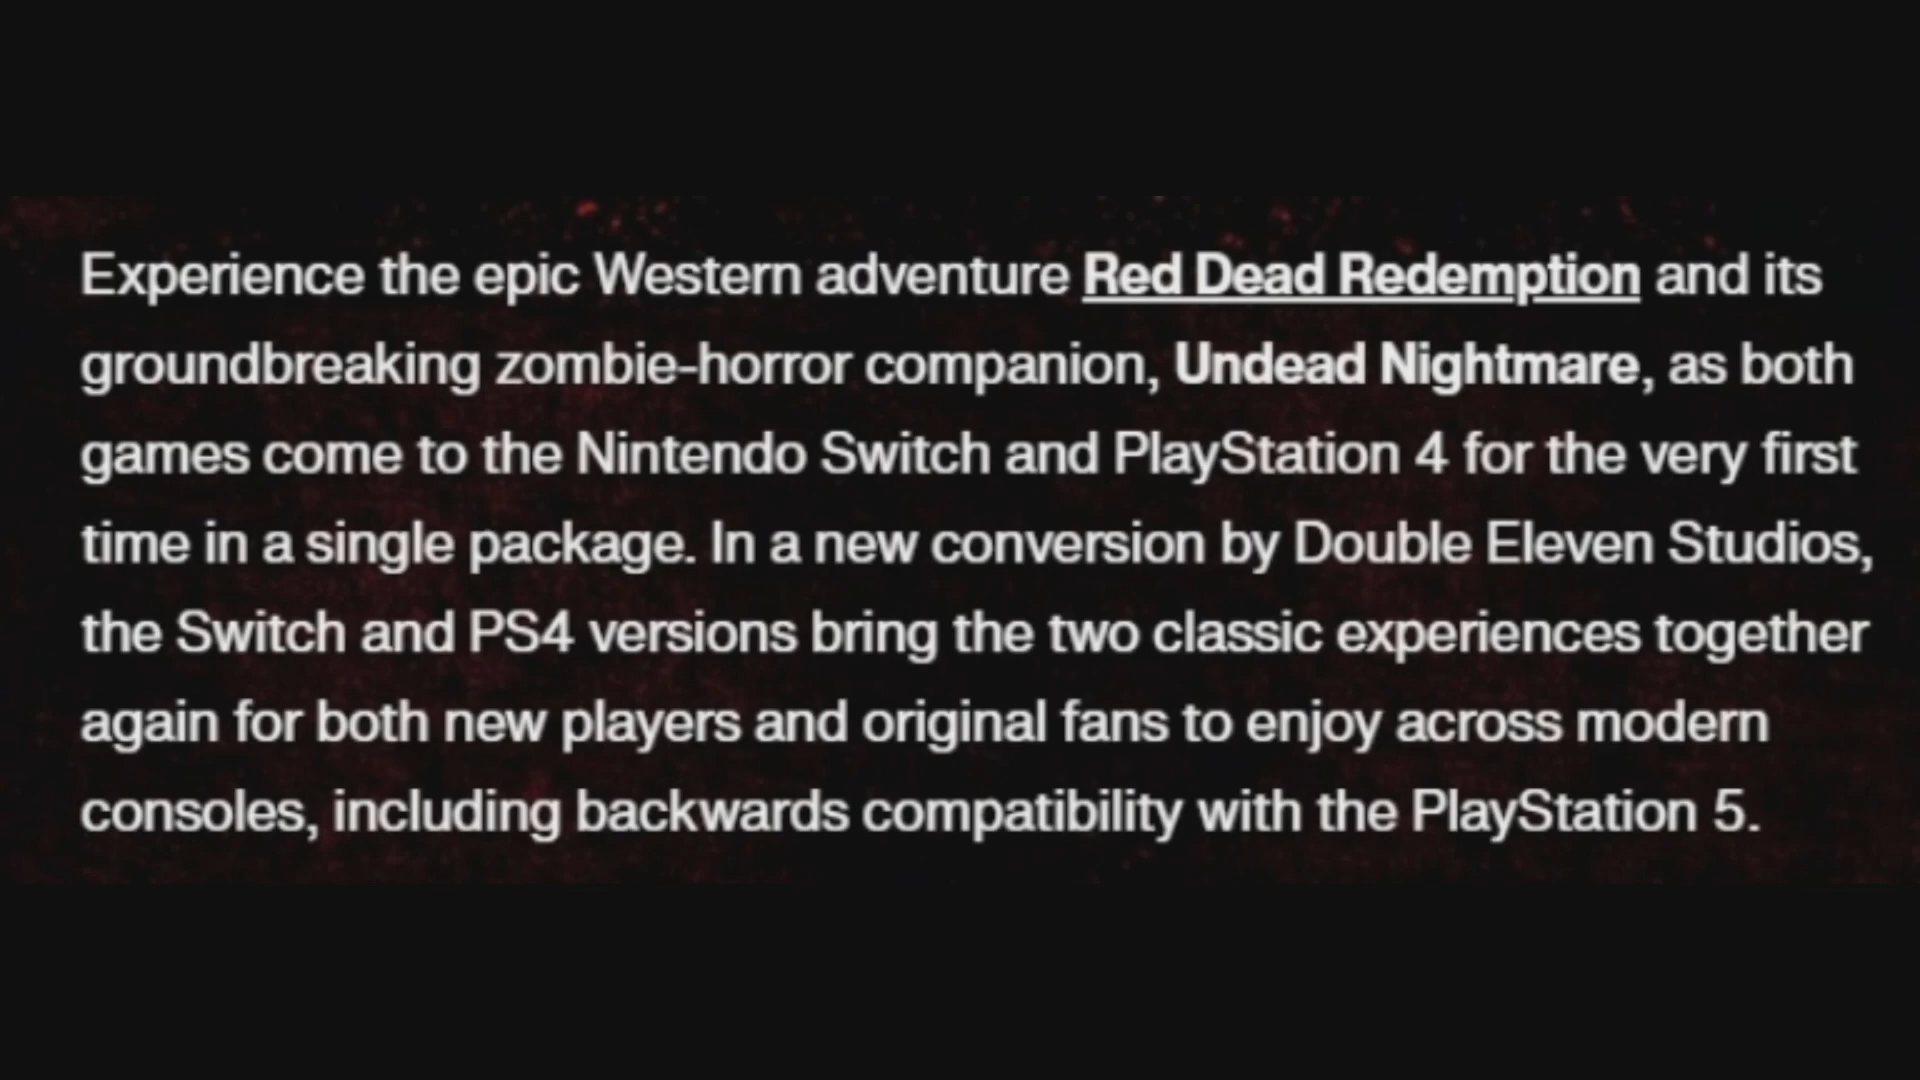 Experience the epic Western adventure Red Dead Redemption and its
groundbreaking zombie-horror companion, Undead Nightmare, as both
games come to the Nintendo Switch and PlayStation 4 for the very first
time in a single package. In a new conversion by Double Eleven Studios,
the Switch and PS4 versions bring the two classic experiences together
again for both new players and original fans to enjoy across modern
consoles, including backwards compatibility with the PlayStation 5.